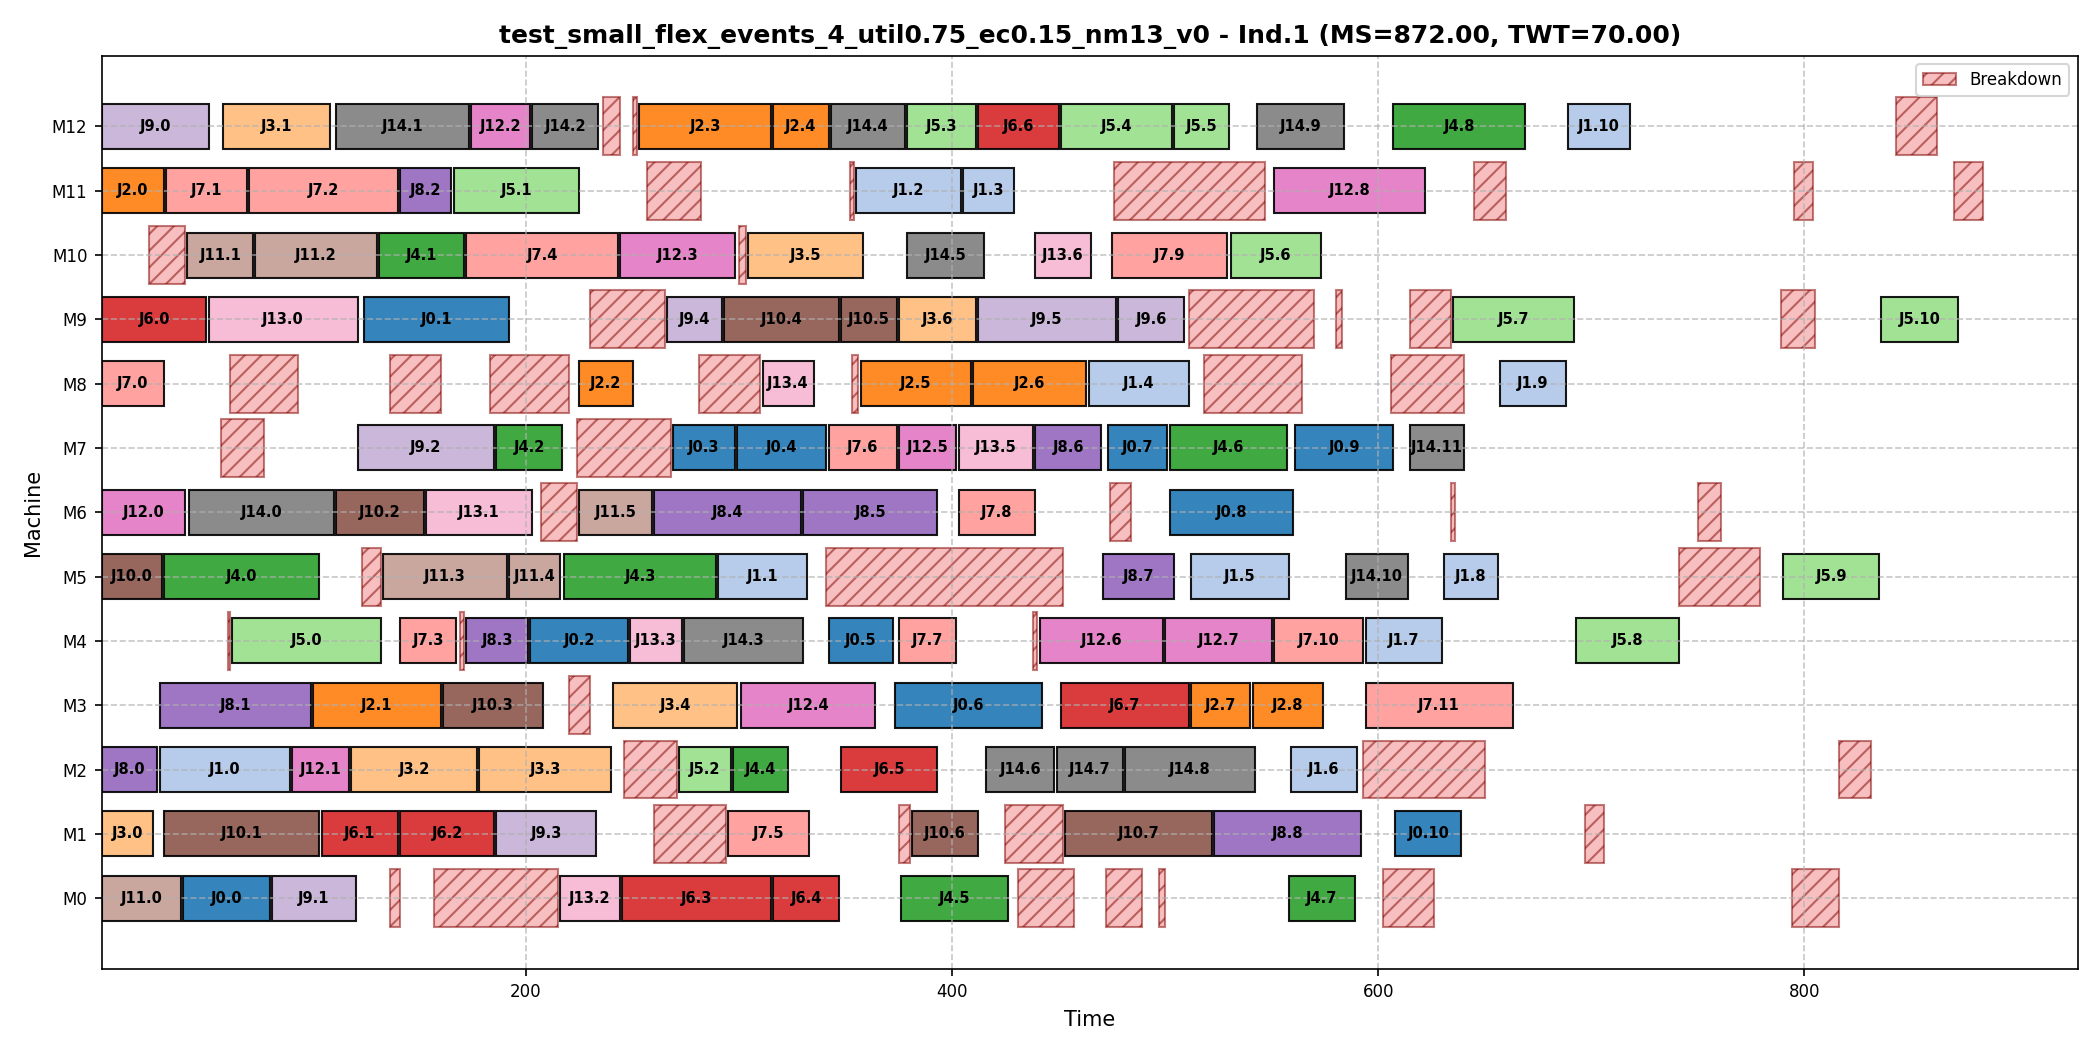 test_small_flex_events_4_util0.75_ec0.15_nm13_v0 - Ind.1 (MS=872.00, TWT=70.00)
Breakdown
M12 J9.0 J3.1 J14.1 J12.2 J14.2 J2.3 J2.4 J14.4 J5.3 J6.6 J5.4 J5.5 J14.9 J4.8 J1.10
M11 J2.0 J7.1 J7.2 J8.2 J5.1 J1.2 J1.3 J12.8
M10 J11.1 J11.2 J4.1 J7.4 J12.3 J3.5 J14.5 J13.6 J7.9 J5.6
M9 J6.0 J13.0 J0.1 J9.4 J10.4 J10.5 J3.6 J9.5 J9.6 J5.7 J5.10
M8 J7.0 J2.2 J13.4 J2.5 J2.6 J1.4 J1.9
M7 J9.2 J4.2 J0.3 J0.4 J7.6 J12.5 J13.5 J8.6 J0.7 J4.6 J0.9 J14.11
M6 J12.0 J14.0 J10.2 J13.1 J11.5 J8.4 J8.5 J7.8 J0.8
M5 J10.0 J4.0 J11.3 J11.4 J4.3 J1.1 J8.7 J1.5 J14.10 J1.8 J5.9
M4 J5.0 J7.3 J8.3 J0.2 J13.3 J14.3 J0.5 J7.7 J12.6 J12.7 J7.10 J1.7 J5.8
M3 J8.1 J2.1 J10.3 J3.4 J12.4 J0.6 J6.7 J2.7 J2.8 J7.11
M2 J8.0 J1.0 J12.1 J3.2 J3.3 J5.2 J4.4 J6.5 J14.6 J14.7 J14.8 J1.6
M1 J3.0 J10.1 J6.1 J6.2 J9.3 J7.5 J10.6 J10.7 J8.8 J0.10
M0 J11.0 J0.0 J9.1 J13.2 J6.3 J6.4 J4.5 J4.7
Machine
200 400 600 800
Time